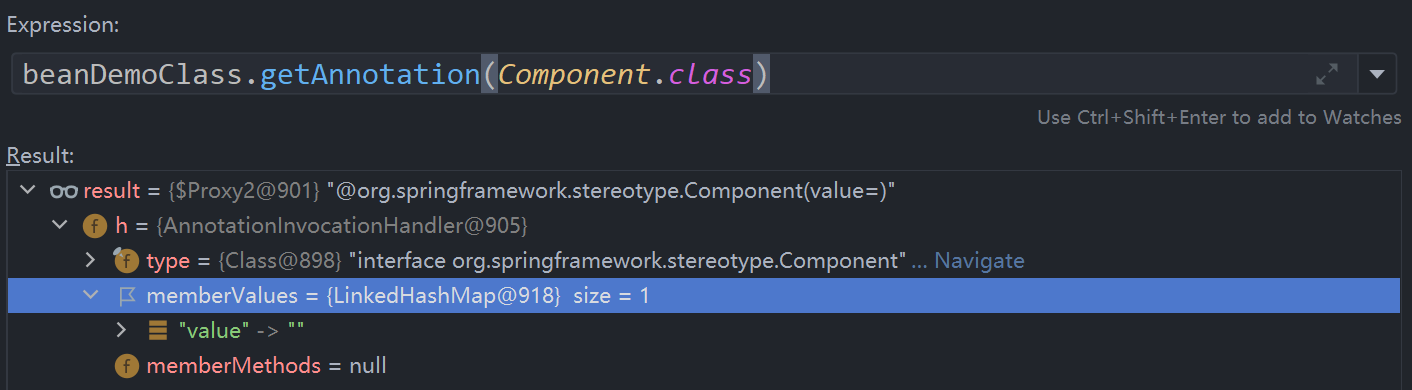 Expression:
beanDemoClass.getAnnotation(Component.class)
Use Ctrl+Shift+Enter to add to Watches
Result:
result = {$Proxy2@901} "@org.springframework.stereotype.Component(value=)"
f h = {AnnotationInvocationHandler@905}
f type = {Class@898} "interface org.springframework.stereotype.Component" ... Navigate
memberValues = {LinkedHashMap@918} size = 1
"value" -> ""
f memberMethods = null